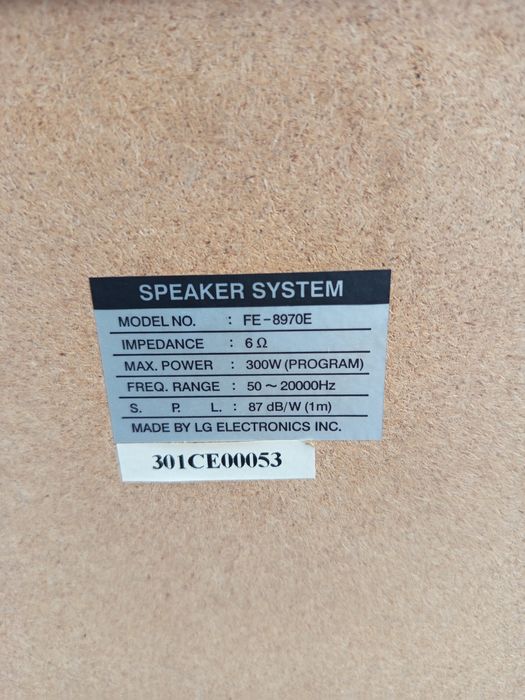 SPEAKER SYSTEM
MODEL NO. : FE-8970E
IMPEDANCE : 6 Ω
MAX. POWER : 300W (PROGRAM)
FREQ. RANGE : 50 ~ 20000Hz
S. P. L. : 87 dB/W (1m)
MADE BY LG ELECTRONICS INC.
301CE00053